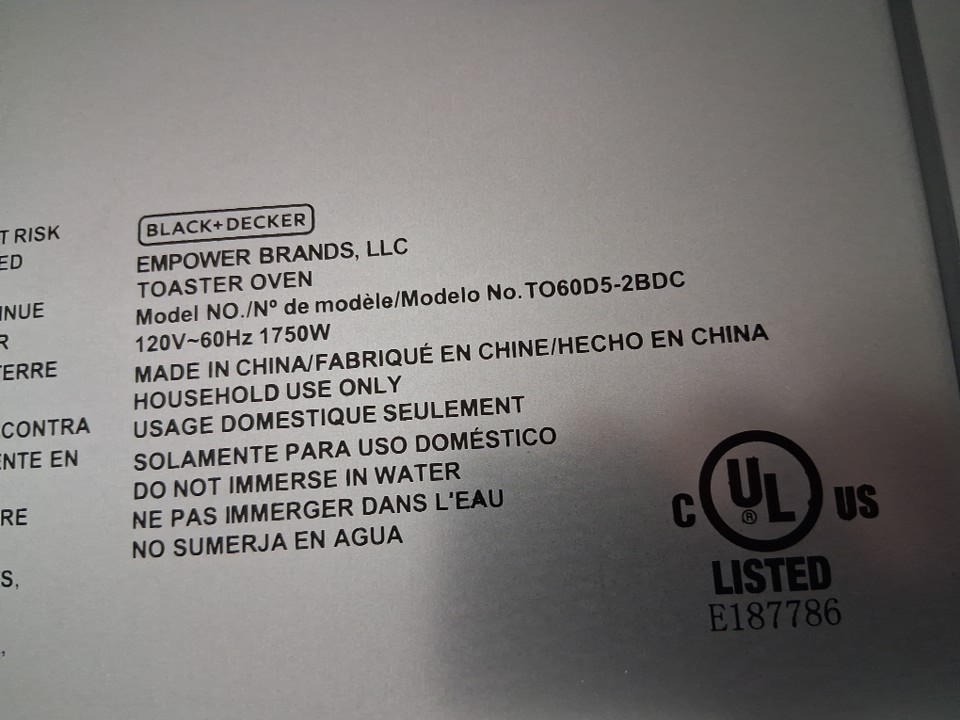 T RISK
ED
INUE
R
ERRE
CONTRA
NTE EN
RE
S,
,
BLACK+DECKER
EMPOWER BRANDS, LLC
TOASTER OVEN
Model NO./Nº de modèle/Modelo No.TO60D5-2BDC
120V~60Hz 1750W
MADE IN CHINA/FABRIQUÉ EN CHINE/HECHO EN CHINA
HOUSEHOLD USE ONLY
USAGE DOMESTIQUE SEULEMENT
SOLAMENTE PARA USO DOMÉSTICO
DO NOT IMMERSE IN WATER
NE PAS IMMERGER DANS L'EAU
NO SUMERJA EN AGUA
C UL® US
LISTED
E187786